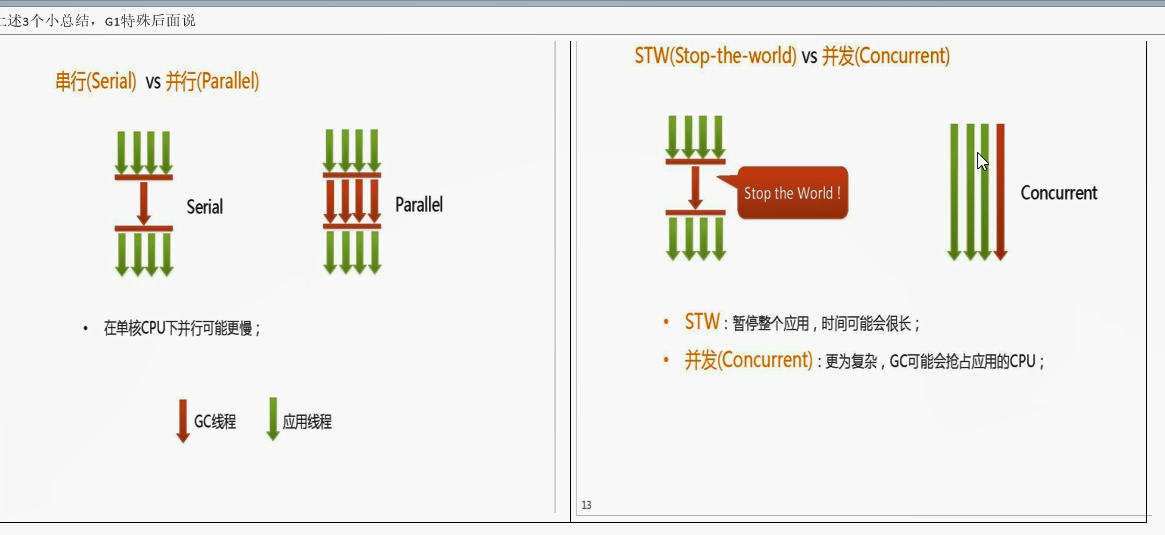 上述3个小总结，G1特殊后面说
串行(Serial) vs 并行(Parallel)
Serial
Parallel
• 在单核CPU下并行可能更慢；
GC线程
应用线程
STW(Stop-the-world) vs 并发(Concurrent)
Stop the World！
Concurrent
• STW：暂停整个应用，时间可能会很长；
• 并发(Concurrent)：更为复杂，GC可能会抢占应用的CPU；
13